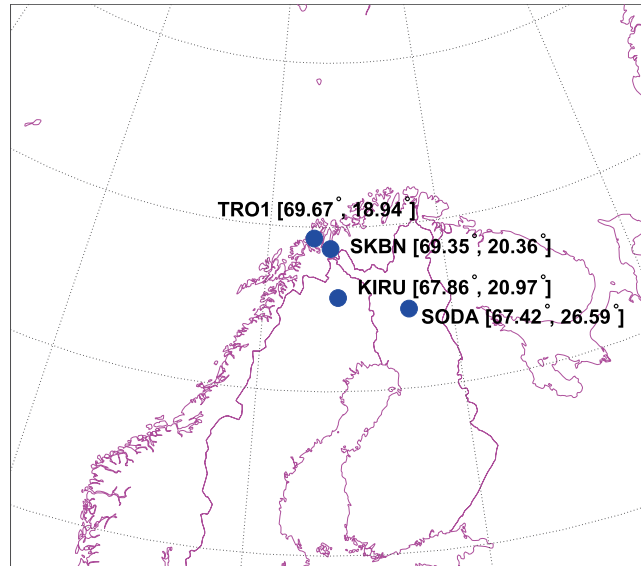 TRO1 [69.67°, 18.94°]
SKBN [69.35°, 20.36°]
KIRU [67.86°, 20.97°]
SODA [67.42°, 26.59°]